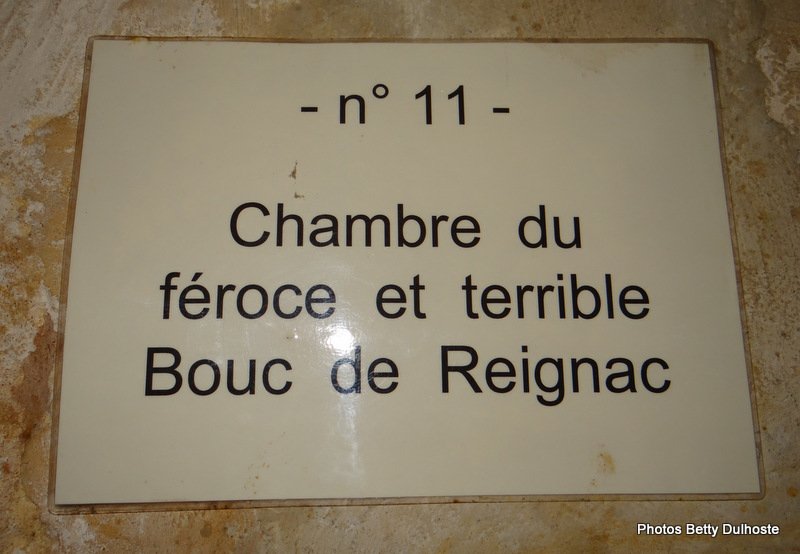 - n° 11 -
Chambre du
féroce et terrible
Bouc de Reignac
Photos Betty Dulhoste